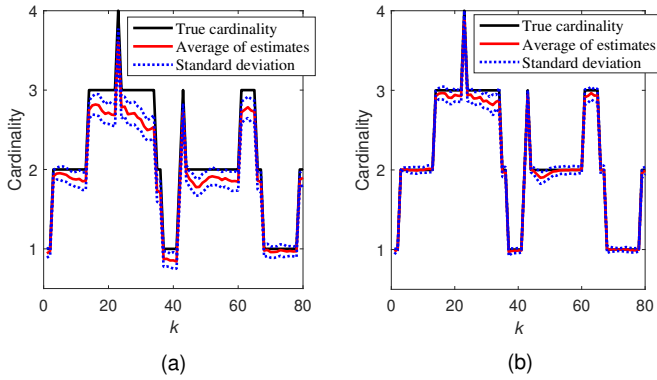 4
3
2
1
Cardinality
True cardinality
Average of estimates
Standard deviation
0 20 40 60 80
k
(a)
4
3
2
1
Cardinality
True cardinality
Average of estimates
Standard deviation
0 20 40 60 80
k
(b)